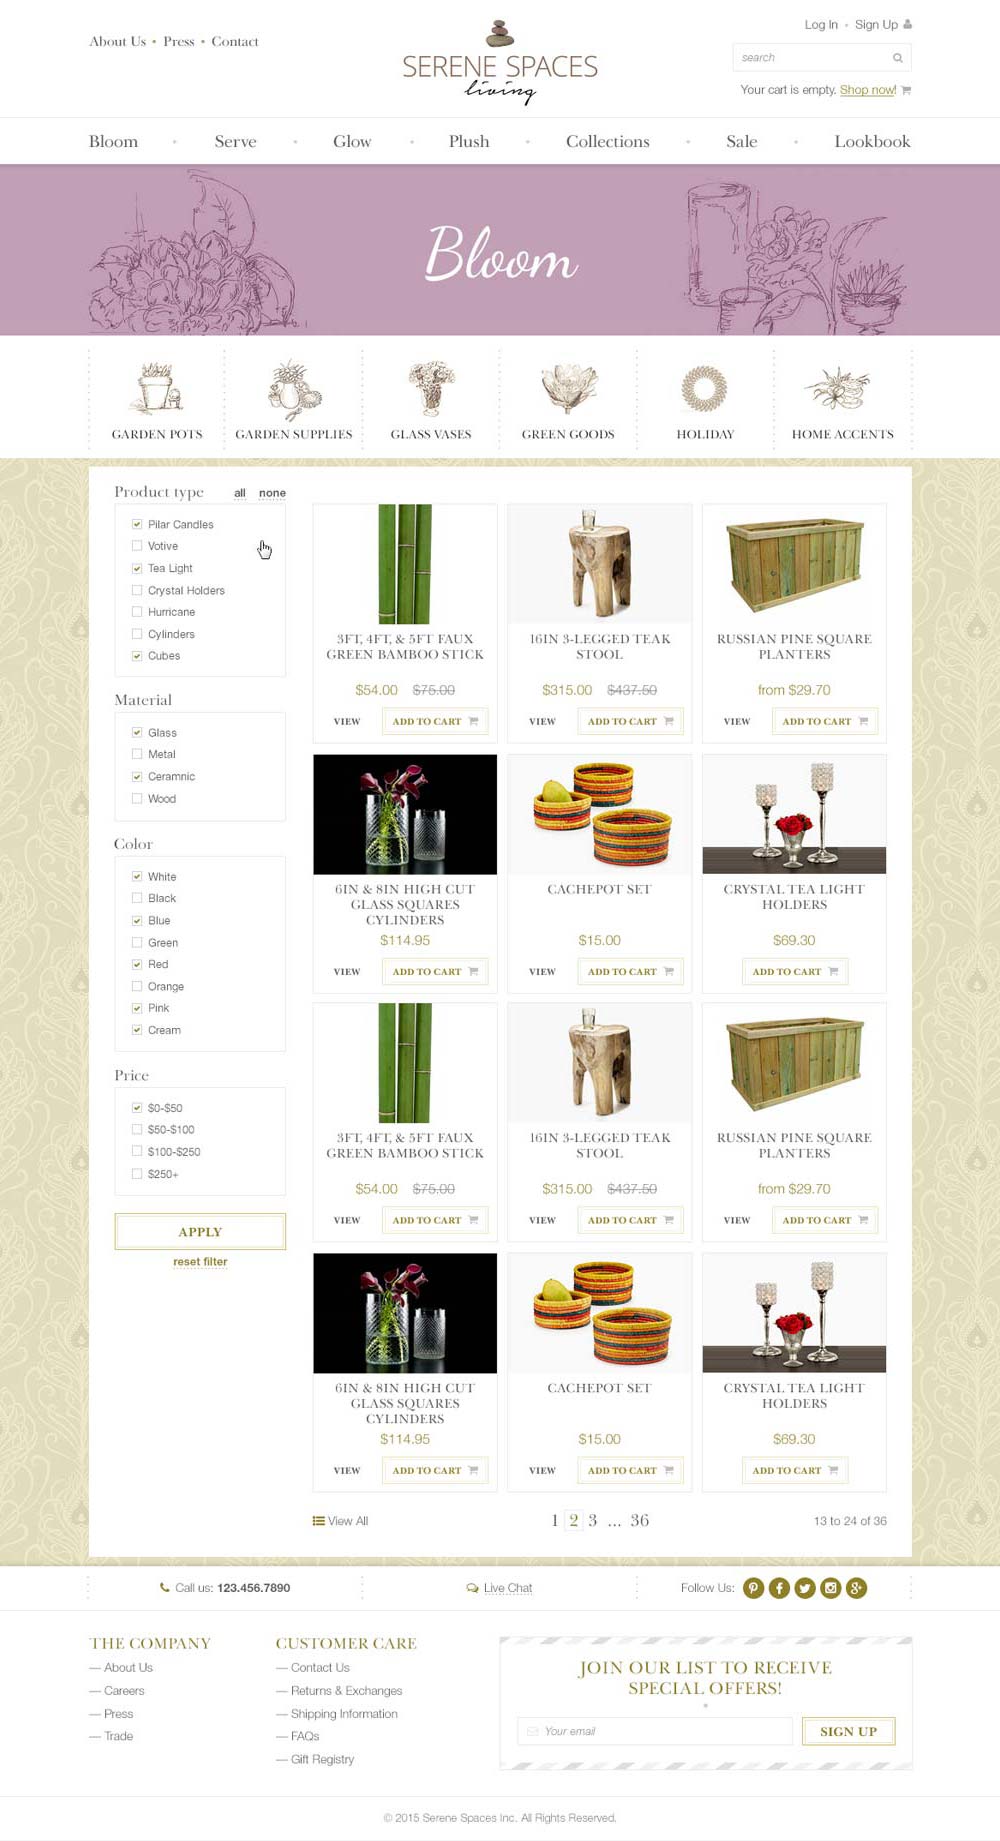 About Us • Press • Contact
SERENE SPACES
living
Log In • Sign Up
search
Your cart is empty. Shop now!
Bloom • Serve • Glow • Plush • Collections • Sale • Lookbook
Bloom
GARDEN POTS
GARDEN SUPPLIES
GLASS VASES
GREEN GOODS
HOLIDAY
HOME ACCENTS
Product type all none
Pilar Candles
Votive
Tea Light
Crystal Holders
Hurricane
Cylinders
Cubes
Material
Glass
Metal
Ceramnic
Wood
Color
White
Black
Blue
Green
Red
Orange
Pink
Cream
Price
$0-$50
$50-$100
$100-$250
$250+
APPLY
reset filter
3FT, 4FT, & 5FT FAUX
GREEN BAMBOO STICK
$54.00 $75.00
VIEW ADD TO CART
16IN 3-LEGGED TEAK
STOOL
$315.00 $437.50
VIEW ADD TO CART
RUSSIAN PINE SQUARE
PLANTERS
from $29.70
VIEW ADD TO CART
6IN & 8IN HIGH CUT
GLASS SQUARES
CYLINDERS
$114.95
VIEW ADD TO CART
CACHEPOT SET
$15.00
VIEW ADD TO CART
CRYSTAL TEA LIGHT
HOLDERS
$69.30
ADD TO CART
3FT, 4FT, & 5FT FAUX
GREEN BAMBOO STICK
$54.00 $75.00
VIEW ADD TO CART
16IN 3-LEGGED TEAK
STOOL
$315.00 $437.50
VIEW ADD TO CART
RUSSIAN PINE SQUARE
PLANTERS
from $29.70
VIEW ADD TO CART
6IN & 8IN HIGH CUT
GLASS SQUARES
CYLINDERS
$114.95
VIEW ADD TO CART
CACHEPOT SET
$15.00
VIEW ADD TO CART
CRYSTAL TEA LIGHT
HOLDERS
$69.30
ADD TO CART
View All
1 2 3 ... 36
13 to 24 of 36
Call us: 123.456.7890
Live Chat
Follow Us:
THE COMPANY
— About Us
— Careers
— Press
— Trade
CUSTOMER CARE
— Contact Us
— Returns & Exchanges
— Shipping Information
— FAQs
— Gift Registry
JOIN OUR LIST TO RECEIVE
SPECIAL OFFERS!
*
Your email
SIGN UP
© 2015 Serene Spaces Inc. All Rights Reserved.